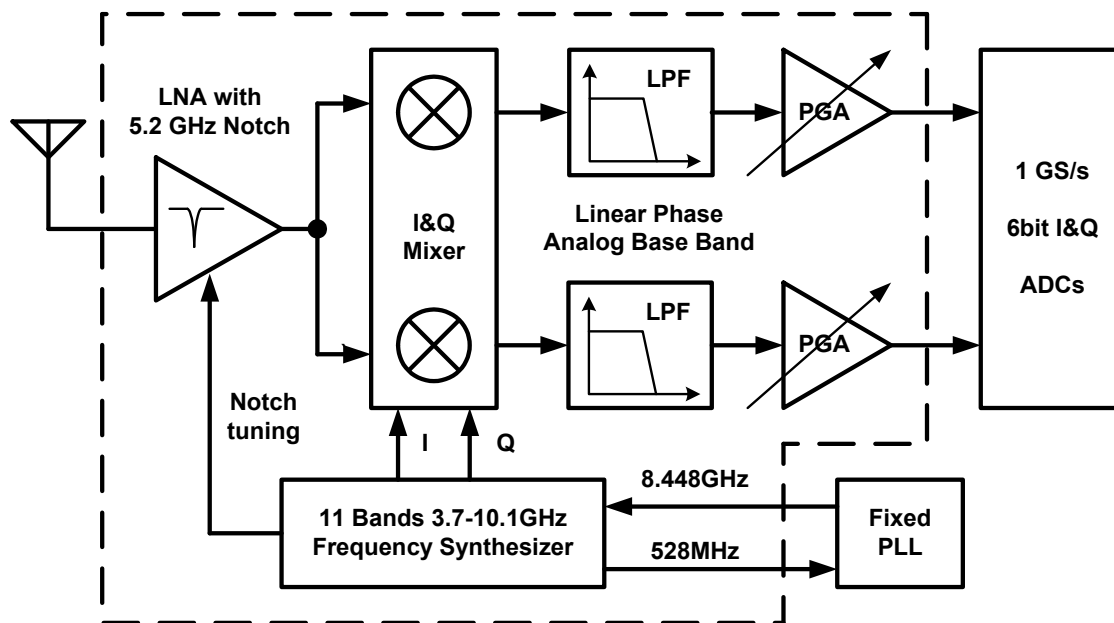 LNA with
5.2 GHz Notch
I&Q
Mixer
LPF
PGA
Linear Phase
Analog Base Band
LPF
PGA
1 GS/s
6bit I&Q
ADCs
Notch
tuning
I
Q
11 Bands 3.7-10.1GHz
Frequency Synthesizer
8.448GHz
528MHz
Fixed
PLL